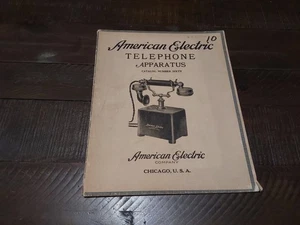 10
American Electric
TELEPHONE
APPARATUS
American Electric
COMPANY
CHICAGO, U. S. A.